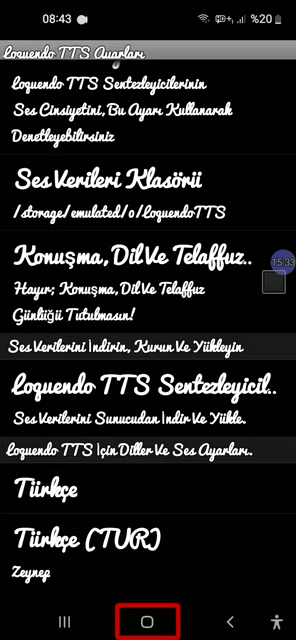 08:43 %20
Loquendo TTS Ayarları
Loquendo TTS Sentezleyicilerinin
Ses Cinsiyetini, Bu Ayarı Kullanarak
Denetleyebilirsiniz
Ses Verileri Klasörü
/storage/emulated/0/LoquendoTTS
Konuşma, Dil Ve Telaffuz..
15:33
Hayır; Konuşma, Dil Ve Telaffuz
Günlüğü Tutulmasın!
Ses Verilerini İndirin, Kurun Ve Yükleyin
Loquendo TTS Sentezleyicil..
Ses Verilerini Sunucudan İndir Ve Yükle.
Loquendo TTS İçin Diller Ve Ses Ayarları.
Türkçe
Türkçe (TUR)
Zeynep